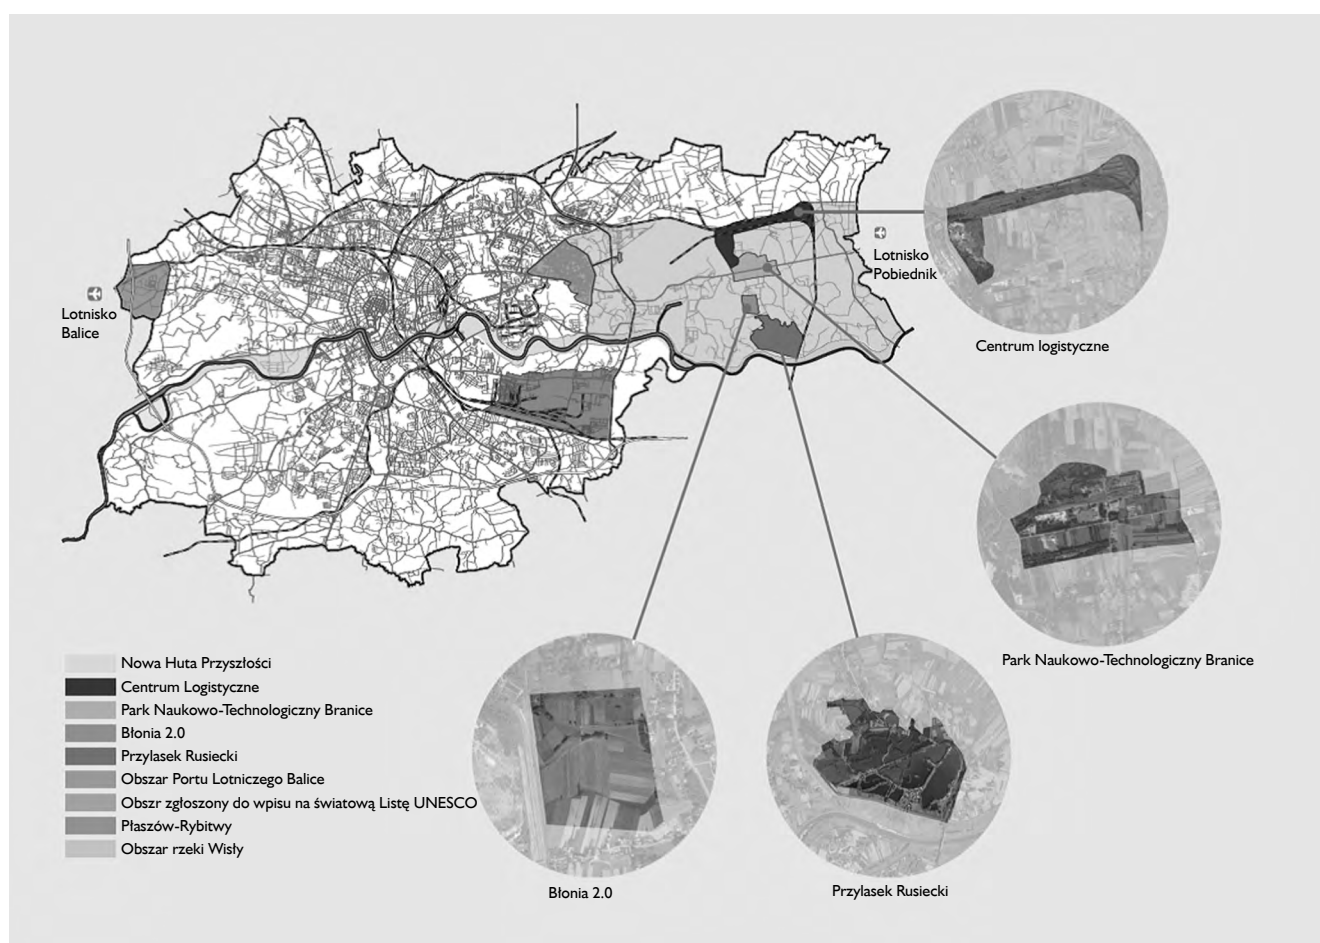 Lotnisko
Balice
Lotnisko
Pobiednik
Centrum logistyczne
Park Naukowo-Technologiczny Branice
Nowa Huta Przyszłości
Centrum Logistyczne
Park Naukowo-Technologiczny Branice
Błonia 2.0
Przylasek Rusiecki
Obszar Portu Lotniczego Balice
Obszr zgłoszony do wpisu na światową Listę UNESCO
Płaszów-Rybitwy
Obszar rzeki Wisły
Błonia 2.0
Przylasek Rusiecki